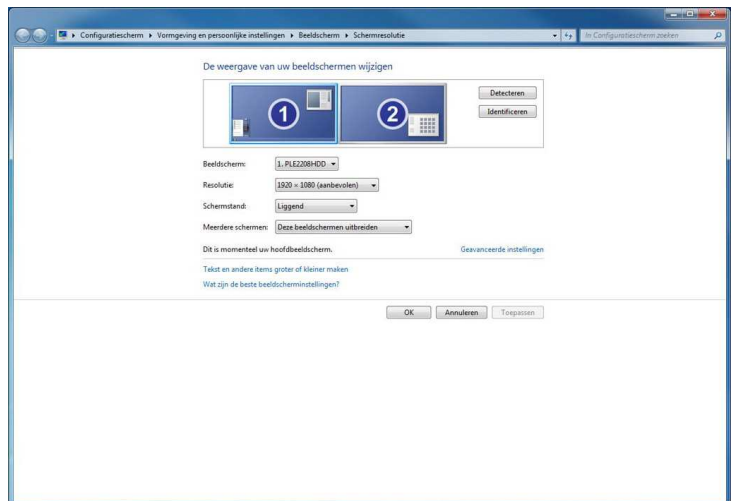 Configuratiescherm ▸ Vormgeving en persoonlijke instellingen ▸ Beeldscherm ▸ Schermresolutie
In Configuratiescherm zoeken
De weergave van uw beeldschermen wijzigen
1
2
Detecteren
Identificeren
Beeldscherm: 1. PLE2208HDD
Resolutie: 1920 × 1080 (aanbevolen)
Schermstand: Liggend
Meerdere schermen: Deze beeldschermen uitbreiden
Dit is momenteel uw hoofdbeeldscherm. Geavanceerde instellingen
Tekst en andere items groter of kleiner maken
Wat zijn de beste beeldscherminstellingen?
OK Annuleren Toepassen